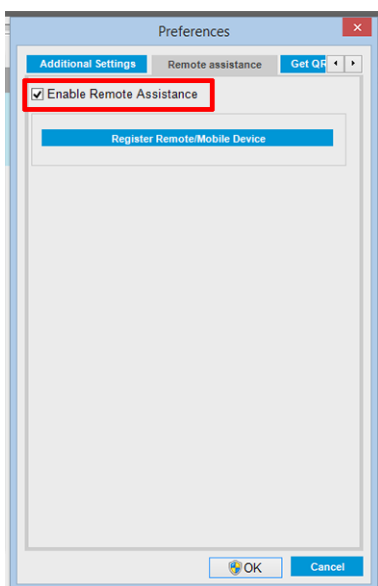 Preferences
Additional Settings Remote assistance Get QR
Enable Remote Assistance
Register Remote/Mobile Device
OK Cancel